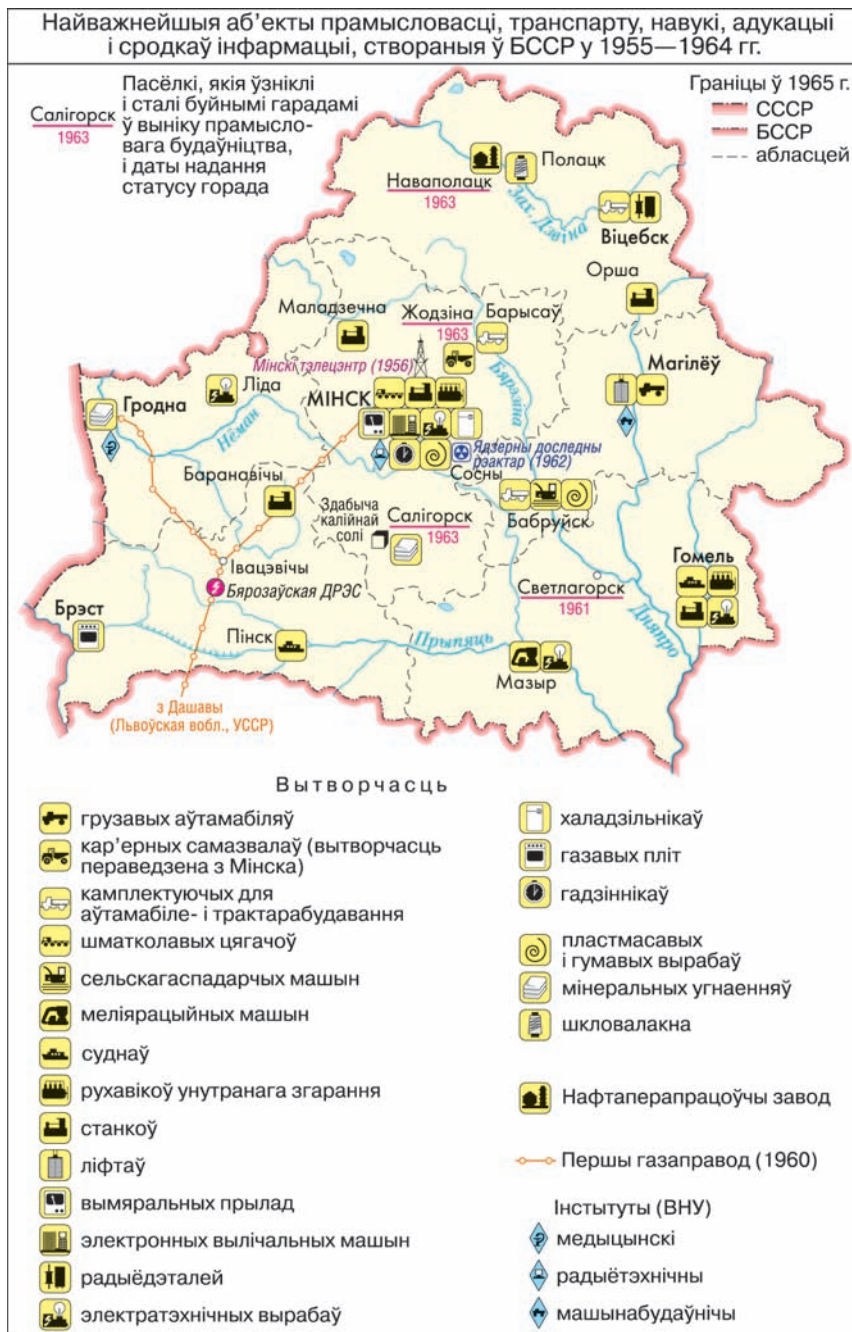 Найважнейшыя аб’екты прамысловасці, транспарту, навукі, адукацыі
і сродкаў інфармацыі, створаныя ў БССР у 1955—1964 гг.
Салігорск
1963
Пасёлкі, якія ўзніклі
і сталі буйнымі гарадамі
ў выніку прамысло-
вага будаўніцтва,
і даты надання
статусу горада
Граніцы ў 1965 г.
СССР
БССР
абласцей
Полацк
Наваполацк
1963
Зах. Дзвіна
Віцебск
Орша
Маладзечна
Жодзіна
1963
Барысаў
Мінскі тэлецэнтр (1956)
Бярэзіна
Магілёў
Ліда
МІНСК
Гродна
Нёман
Ядзерны доследны
рэактар (1962)
Сосны
Баранавічы
Здабыча
калійнай
солі
Салігорск
1963
Бабруйск
Гомель
Івацэвічы
Бярозаўская ДРЭС
Светлагорск
1961
Дняпро
Брэст
Пінск
Прыпяць
Мазыр
з Дашавы
(Львоўская вобл., УССР)
Вытворчасць
грузавых аўтамабіляў
кар’ерных самазвалаў (вытворчасць
пераведзена з Мінска)
камплектуючых для
аўтамабіле- і трактарабудавання
шматколавых цягачоў
сельскагаспадарчых машын
меліярацыйных машын
суднаў
рухавікоў унутранага згарання
станкоў
ліфтаў
вымяральных прылад
электронных вылічальных машын
радыёдэталей
электратэхнічных вырабаў
халадзільнікаў
газавых пліт
гадзіннікаў
пластмасавых
і гумавых вырабаў
мінеральных угнаенняў
шкловалакна
Нафтаперапрацоўчы завод
Першы газаправод (1960)
Інстытуты (ВНУ)
медыцынскі
радыётэхнічны
машынабудаўнічы